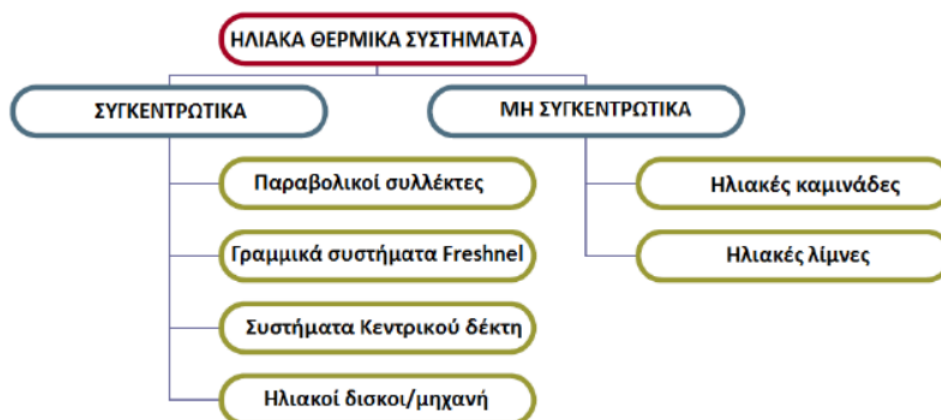 ΗΛΙΑΚΑ ΘΕΡΜΙΚΑ ΣΥΣΤΗΜΑΤΑ
ΣΥΓΚΕΝΤΡΩΤΙΚΑ
ΜΗ ΣΥΓΚΕΝΤΡΩΤΙΚΑ
Παραβολικοί συλλέκτες
Γραμμικά συστήματα Freshnel
Συστήματα Κεντρικού δέκτη
Ηλιακοί δισκοι/μηχανή
Ηλιακές καμινάδες
Ηλιακές λίμνες